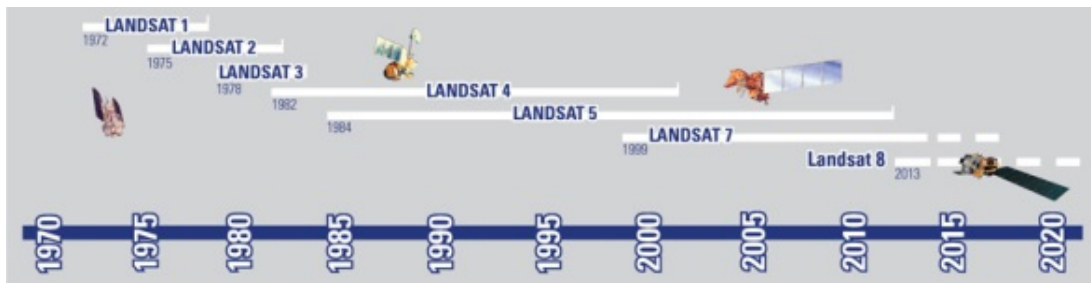 LANDSAT 1
1972
LANDSAT 2
1975
LANDSAT 3
1978
LANDSAT 4
1982
LANDSAT 5
1984
LANDSAT 7
1999
Landsat 8
2013
1970 1975 1980 1985 1990 1995 2000 2005 2010 2015 2020